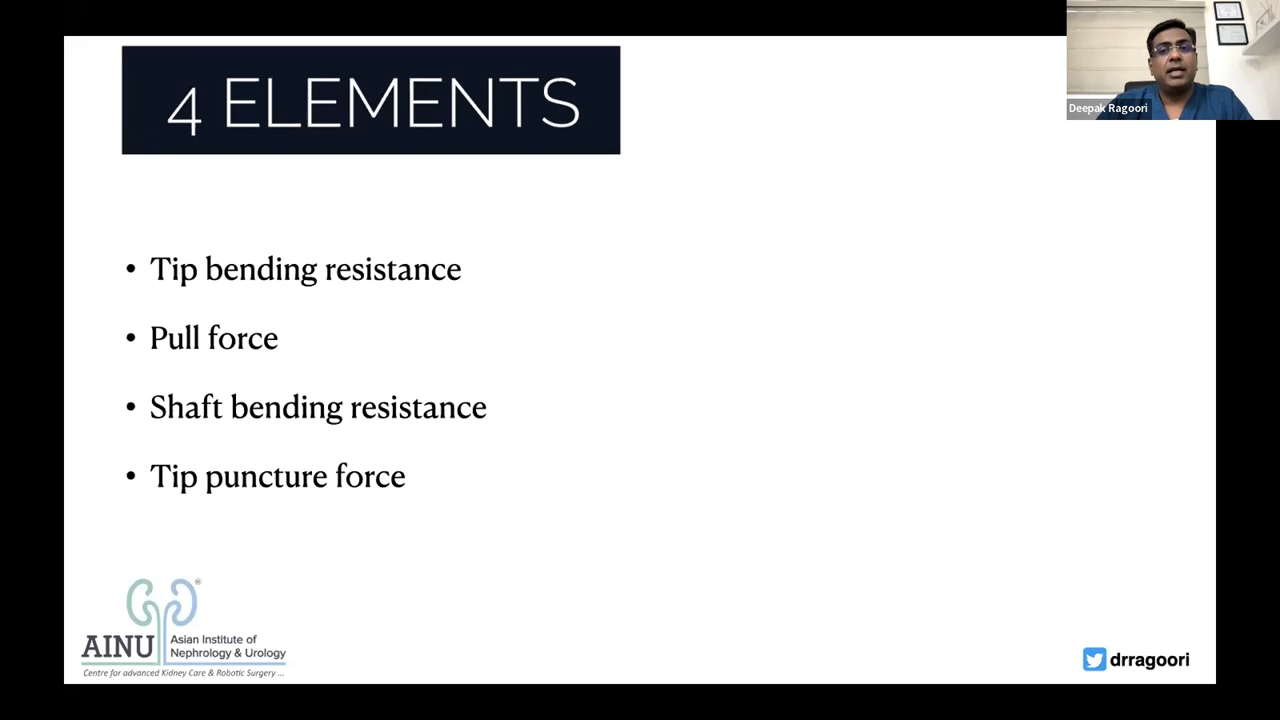 4 ELEMENTS
Deepak Ragoori
• Tip bending resistance
• Pull force
• Shaft bending resistance
• Tip puncture force
®
AINU
Asian Institute of
Nephrology & Urology
Centre for advanced Kidney Care & Robotic Surgery ...
drragoori